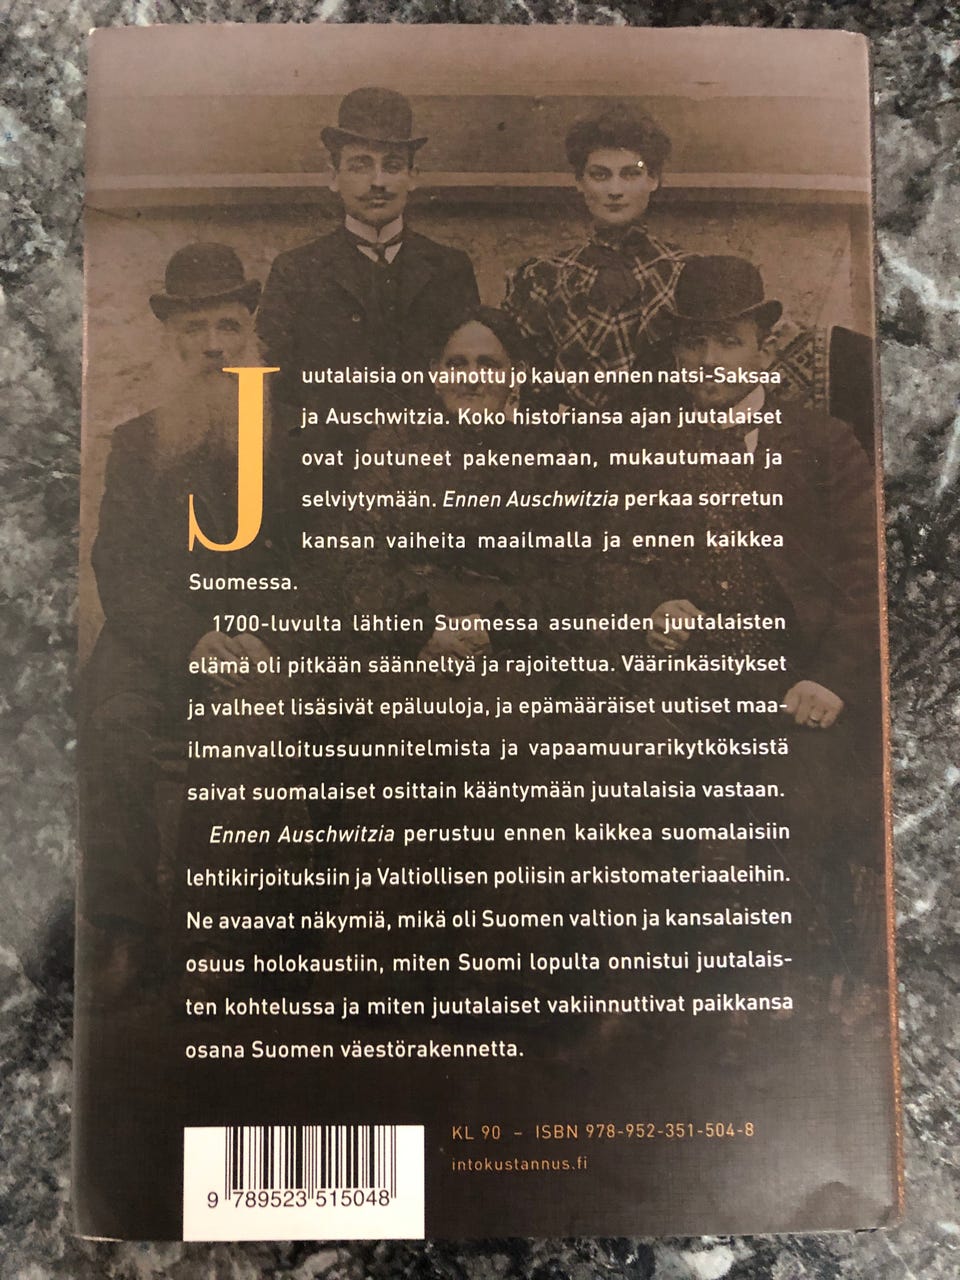 Juutalaisia on vainottu jo kauan ennen natsi-Saksaa
ja Auschwitzia. Koko historiansa ajan juutalaiset
ovat joutuneet pakenemaan, mukautumaan ja
selviytymään. Ennen Auschwitzia perkaa sorretun
kansan vaiheita maailmalla ja ennen kaikkea
Suomessa.
1700-luvulta lähtien Suomessa asuneiden juutalaisten
elämä oli pitkään säänneltyä ja rajoitettua. Väärinkäsitykset
ja valheet lisäsivät epäluuloja, ja epämääräiset uutiset maa-
ilmanvalloitussuunnitelmista ja vapaamuurarikytköksistä
saivat suomalaiset osittain kääntymään juutalaisia vastaan.
Ennen Auschwitzia perustuu ennen kaikkea suomalaisiin
lehtikirjoituksiin ja Valtiollisen poliisin arkistomateriaaleihin.
Ne avaavat näkymiä, mikä oli Suomen valtion ja kansalaisten
osuus holokaustiin, miten Suomi lopulta onnistui juutalais-
ten kohtelussa ja miten juutalaiset vakiinnuttivat paikkansa
osana Suomen väestörakennetta.
KL 90 – ISBN 978-952-351-504-8
intokustannus.fi
9 789523 515048